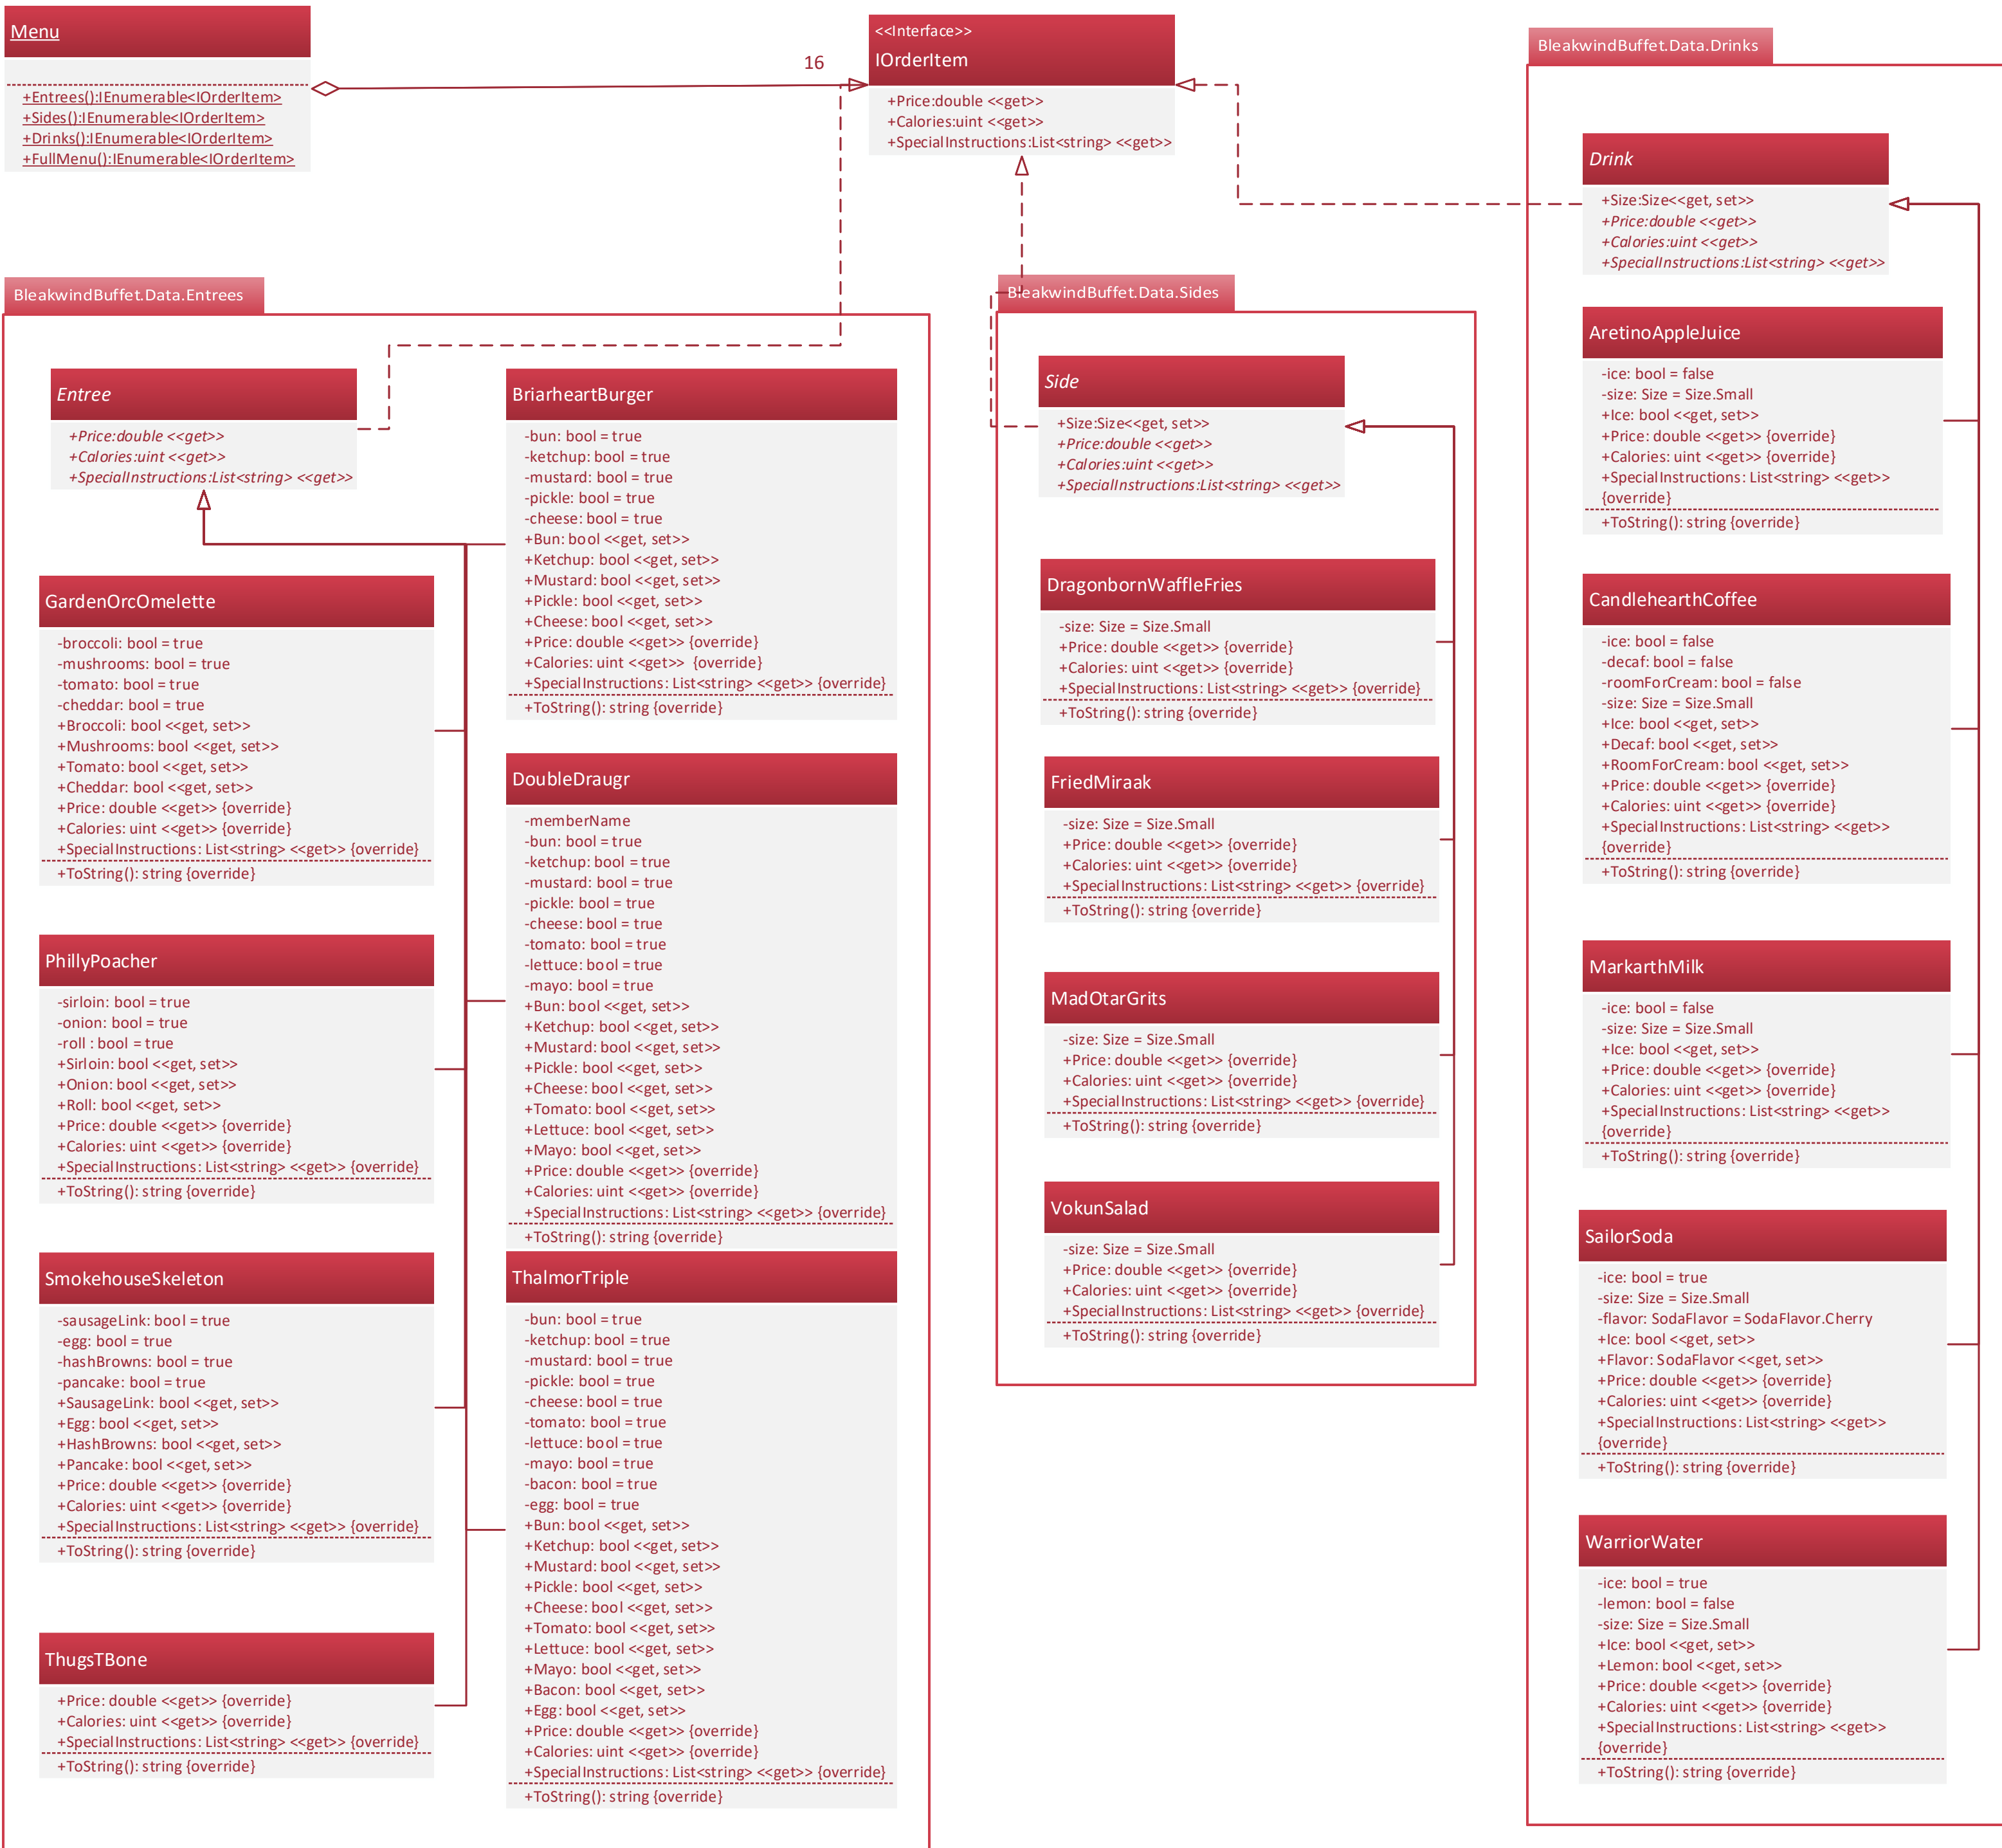 Menu
+Entrees():IEnumerable<IOrderItem>
+Sides():IEnumerable<IOrderItem>
+Drinks():IEnumerable<IOrderItem>
+FullMenu():IEnumerable<IOrderItem>
16
<<Interface>>
IOrderItem
+Price:double <<get>>
+Calories:uint <<get>>
+SpecialInstructions:List<string> <<get>>
BleakwindBuffet.Data.Entrees
Entree
+Price:double <<get>>
+Calories:uint <<get>>
+SpecialInstructions:List<string> <<get>>
GardenOrcOmelette
-broccoli: bool = true
-mushrooms: bool = true
-tomato: bool = true
-cheddar: bool = true
+Broccoli: bool <<get, set>>
+Mushrooms: bool <<get, set>>
+Tomato: bool <<get, set>>
+Cheddar: bool <<get, set>>
+Price: double <<get>> {override}
+Calories: uint <<get>> {override}
+SpecialInstructions: List<string> <<get>> {override}
+ToString(): string {override}
PhillyPoacher
-sirloin: bool = true
-onion: bool = true
-roll : bool = true
+Sirloin: bool <<get, set>>
+Onion: bool <<get, set>>
+Roll: bool <<get, set>>
+Price: double <<get>> {override}
+Calories: uint <<get>> {override}
+SpecialInstructions: List<string> <<get>> {override}
+ToString(): string {override}
SmokehouseSkeleton
-sausageLink: bool = true
-egg: bool = true
-hashBrowns: bool = true
-pancake: bool = true
+SausageLink: bool <<get, set>>
+Egg: bool <<get, set>>
+HashBrowns: bool <<get, set>>
+Pancake: bool <<get, set>>
+Price: double <<get>> {override}
+Calories: uint <<get>> {override}
+SpecialInstructions: List<string> <<get>> {override}
+ToString(): string {override}
ThugsTBone
+Price: double <<get>> {override}
+Calories: uint <<get>> {override}
+SpecialInstructions: List<string> <<get>> {override}
+ToString(): string {override}
BriarheartBurger
-bun: bool = true
-ketchup: bool = true
-mustard: bool = true
-pickle: bool = true
-cheese: bool = true
+Bun: bool <<get, set>>
+Ketchup: bool <<get, set>>
+Mustard: bool <<get, set>>
+Pickle: bool <<get, set>>
+Cheese: bool <<get, set>>
+Price: double <<get>> {override}
+Calories: uint <<get>>  {override}
+SpecialInstructions: List<string> <<get>> {override}
+ToString(): string {override}
DoubleDraugr
-memberName
-bun: bool = true
-ketchup: bool = true
-mustard: bool = true
-pickle: bool = true
-cheese: bool = true
-tomato: bool = true
-lettuce: bool = true
-mayo: bool = true
+Bun: bool <<get, set>>
+Ketchup: bool <<get, set>>
+Mustard: bool <<get, set>>
+Pickle: bool <<get, set>>
+Cheese: bool <<get, set>>
+Tomato: bool <<get, set>>
+Lettuce: bool <<get, set>>
+Mayo: bool <<get, set>>
+Price: double <<get>> {override}
+Calories: uint <<get>> {override}
+SpecialInstructions: List<string> <<get>> {override}
+ToString(): string {override}
ThalmorTriple
-bun: bool = true
-ketchup: bool = true
-mustard: bool = true
-pickle: bool = true
-cheese: bool = true
-tomato: bool = true
-lettuce: bool = true
-mayo: bool = true
-bacon: bool = true
-egg: bool = true
+Bun: bool <<get, set>>
+Ketchup: bool <<get, set>>
+Mustard: bool <<get, set>>
+Pickle: bool <<get, set>>
+Cheese: bool <<get, set>>
+Tomato: bool <<get, set>>
+Lettuce: bool <<get, set>>
+Mayo: bool <<get, set>>
+Bacon: bool <<get, set>>
+Egg: bool <<get, set>>
+Price: double <<get>> {override}
+Calories: uint <<get>> {override}
+SpecialInstructions: List<string> <<get>> {override}
+ToString(): string {override}
BleakwindBuffet.Data.Sides
Side
+Size:Size<<get, set>>
+Price:double <<get>>
+Calories:uint <<get>>
+SpecialInstructions:List<string> <<get>>
DragonbornWaffleFries
-size: Size = Size.Small
+Price: double <<get>> {override}
+Calories: uint <<get>> {override}
+SpecialInstructions: List<string> <<get>> {override}
+ToString(): string {override}
FriedMiraak
-size: Size = Size.Small
+Price: double <<get>> {override}
+Calories: uint <<get>> {override}
+SpecialInstructions: List<string> <<get>> {override}
+ToString(): string {override}
MadOtarGrits
-size: Size = Size.Small
+Price: double <<get>> {override}
+Calories: uint <<get>> {override}
+SpecialInstructions: List<string> <<get>> {override}
+ToString(): string {override}
VokunSalad
-size: Size = Size.Small
+Price: double <<get>> {override}
+Calories: uint <<get>> {override}
+SpecialInstructions: List<string> <<get>> {override}
+ToString(): string {override}
BleakwindBuffet.Data.Drinks
Drink
+Size:Size<<get, set>>
+Price:double <<get>>
+Calories:uint <<get>>
+SpecialInstructions:List<string> <<get>>
AretinoAppleJuice
-ice: bool = false
-size: Size = Size.Small
+Ice: bool <<get, set>>
+Price: double <<get>> {override}
+Calories: uint <<get>> {override}
+SpecialInstructions: List<string> <<get>>
{override}
+ToString(): string {override}
CandlehearthCoffee
-ice: bool = false
-decaf: bool = false
-roomForCream: bool = false
-size: Size = Size.Small
+Ice: bool <<get, set>>
+Decaf: bool <<get, set>>
+RoomForCream: bool <<get, set>>
+Price: double <<get>> {override}
+Calories: uint <<get>> {override}
+SpecialInstructions: List<string> <<get>>
{override}
+ToString(): string {override}
MarkarthMilk
-ice: bool = false
-size: Size = Size.Small
+Ice: bool <<get, set>>
+Price: double <<get>> {override}
+Calories: uint <<get>> {override}
+SpecialInstructions: List<string> <<get>>
{override}
+ToString(): string {override}
SailorSoda
-ice: bool = true
-size: Size = Size.Small
-flavor: SodaFlavor = SodaFlavor.Cherry
+Ice: bool <<get, set>>
+Flavor: SodaFlavor <<get, set>>
+Price: double <<get>> {override}
+Calories: uint <<get>> {override}
+SpecialInstructions: List<string> <<get>>
{override}
+ToString(): string {override}
WarriorWater
-ice: bool = true
-lemon: bool = false
-size: Size = Size.Small
+Ice: bool <<get, set>>
+Lemon: bool <<get, set>>
+Price: double <<get>> {override}
+Calories: uint <<get>> {override}
+SpecialInstructions: List<string> <<get>>
{override}
+ToString(): string {override}